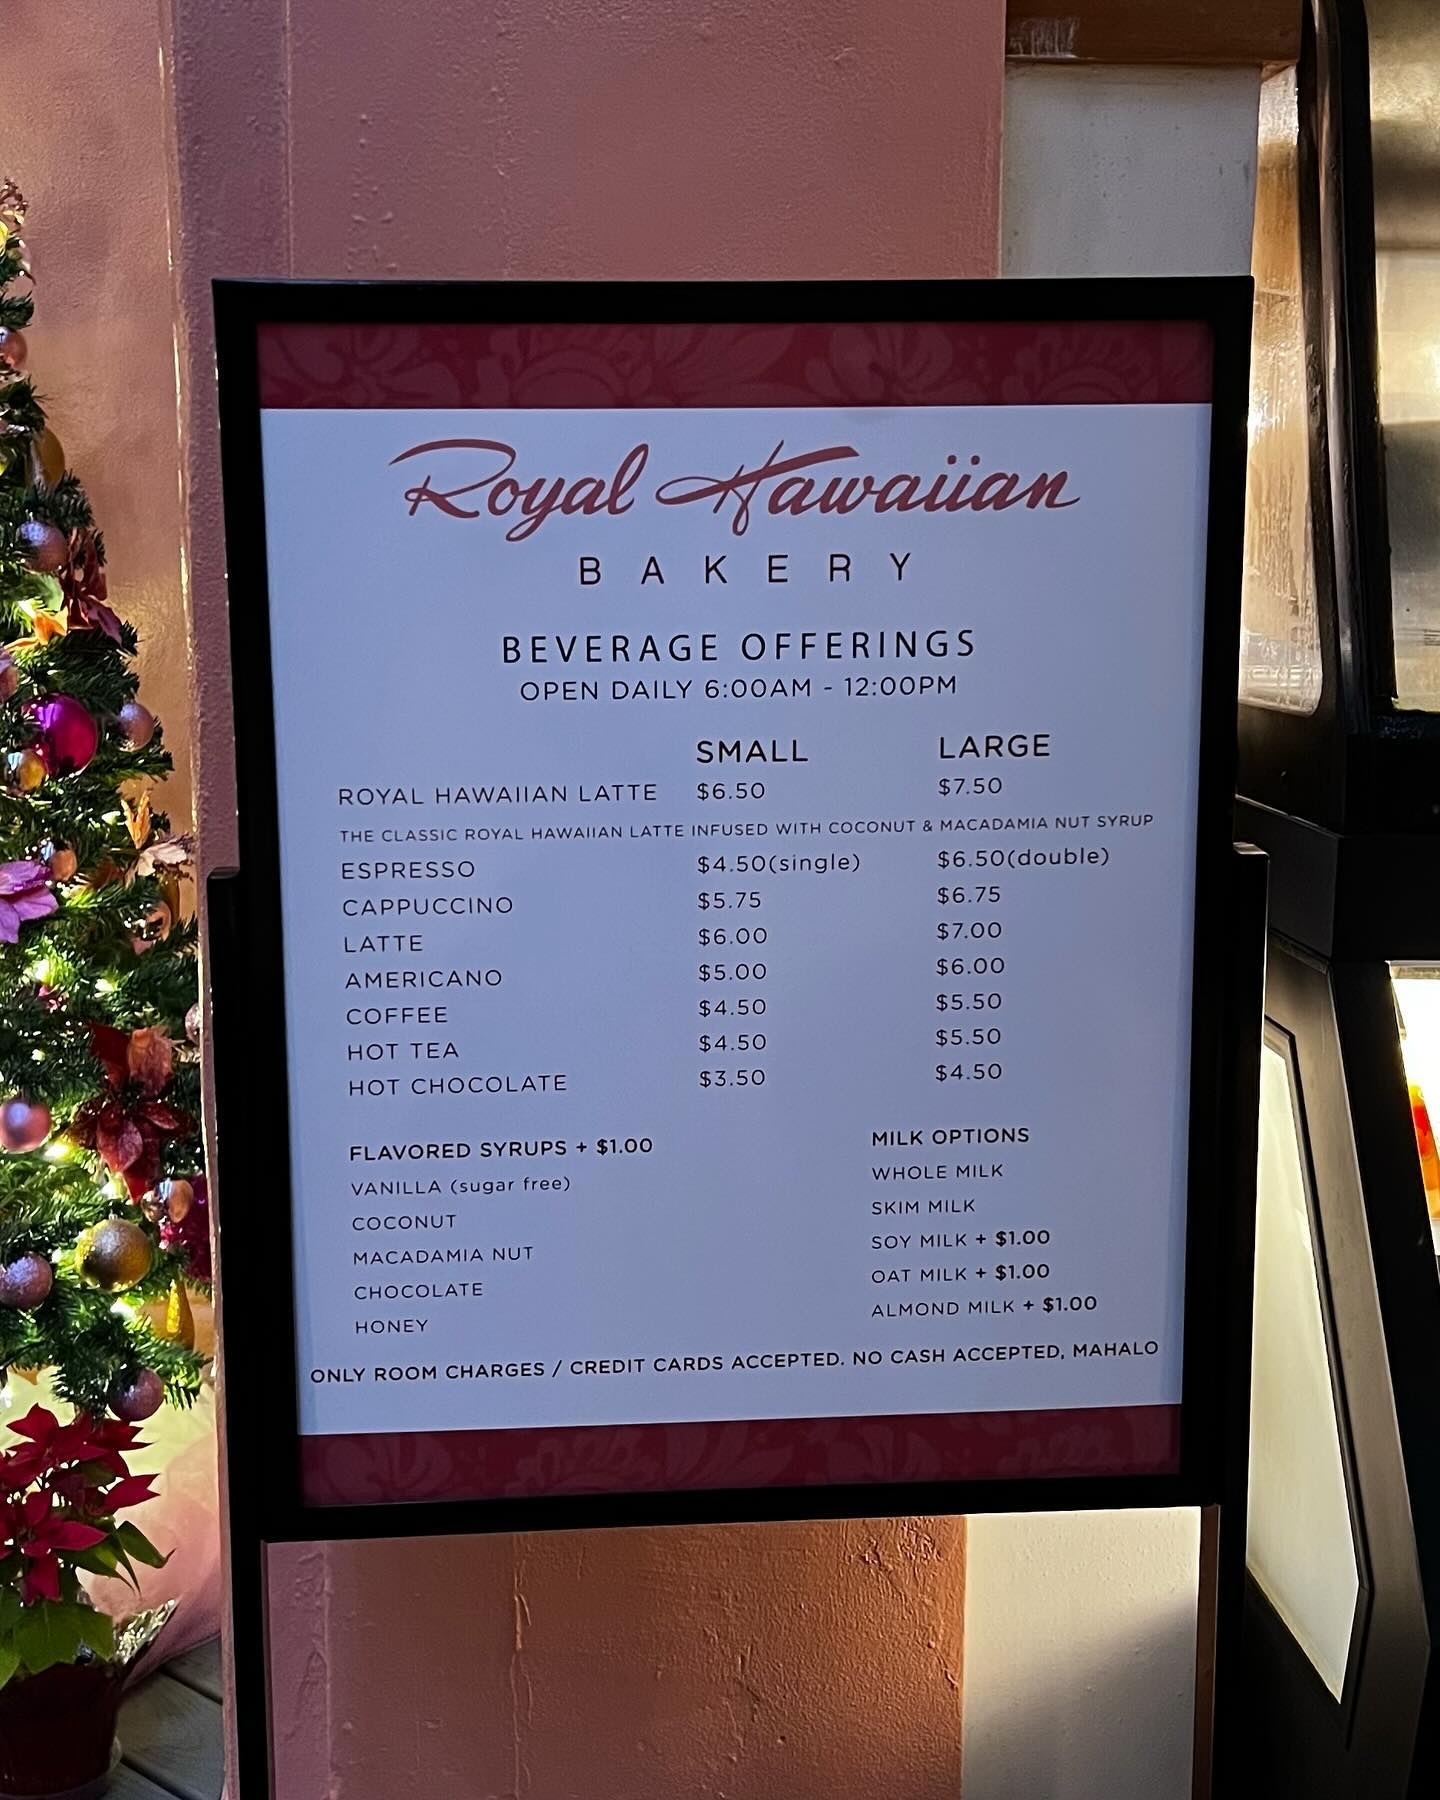 Royal Hawaiian
BAKERY
BEVERAGE OFFERINGS
OPEN DAILY 6:00AM - 12:00PM
SMALL LARGE
ROYAL HAWAIIAN LATTE $6.50 $7.50
THE CLASSIC ROYAL HAWAIIAN LATTE INFUSED WITH COCONUT & MACADAMIA NUT SYRUP
ESPRESSO $4.50(single) $6.50(double)
CAPPUCCINO $5.75 $6.75
LATTE $6.00 $7.00
AMERICANO $5.00 $6.00
COFFEE $4.50 $5.50
HOT TEA $4.50 $5.50
HOT CHOCOLATE $3.50 $4.50
FLAVORED SYRUPS + $1.00
VANILLA (sugar free)
COCONUT
MACADAMIA NUT
CHOCOLATE
HONEY
MILK OPTIONS
WHOLE MILK
SKIM MILK
SOY MILK + $1.00
OAT MILK + $1.00
ALMOND MILK + $1.00
ONLY ROOM CHARGES / CREDIT CARDS ACCEPTED. NO CASH ACCEPTED, MAHALO